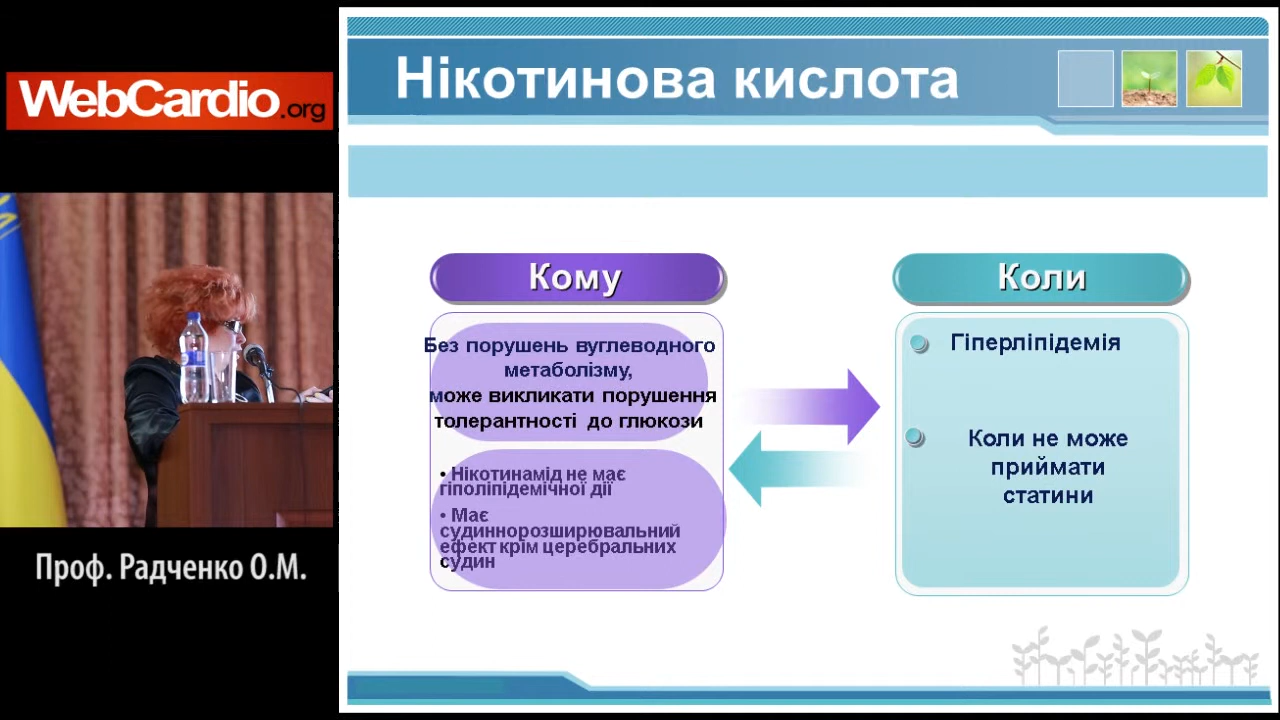 WebCardio.org
Проф. Радченко О.М.
Нікотинова кислота
Кому
Без порушень вуглеводного
метаболізму,
може викликати порушення
толерантності до глюкози
• Нікотинамід не має
гіполіпідемічної дії
• Має
судиннорозширювальний
ефект крім церебральних
судин
Коли
Гіперліпідемія
Коли не може
приймати
статини